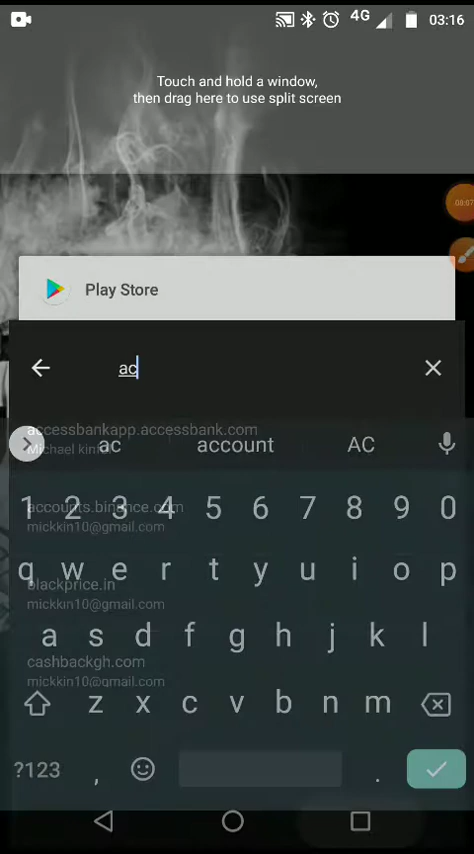 4G 03:16
Touch and hold a window,
then drag here to use split screen
00:07
Play Store
ac
accessbankapp.accessbank.com
ac account AC
1 2 3 4 5 6 7 8 9 0
accounts.binance.com
mickkin10@gmail.com
q w e r t y u i o p
blackprice.in
mickkin10@gmail.com
a s d f g h j k l
cashbackgh.com
mickkin10@gmail.com
z x c v b n m
?123 , .